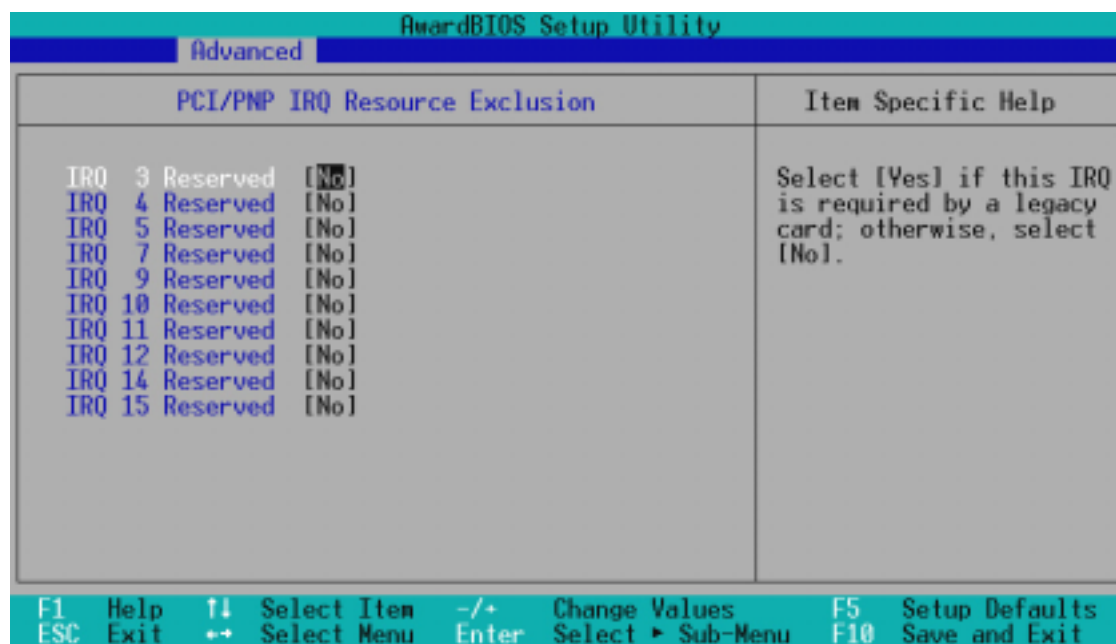 AwardBIOS Setup Utility
Advanced
PCI/PNP IRQ Resource Exclusion
IRQ 3 Reserved [No]
IRQ 4 Reserved [No]
IRQ 5 Reserved [No]
IRQ 7 Reserved [No]
IRQ 9 Reserved [No]
IRQ 10 Reserved [No]
IRQ 11 Reserved [No]
IRQ 12 Reserved [No]
IRQ 14 Reserved [No]
IRQ 15 Reserved [No]
Item Specific Help
Select [Yes] if this IRQ
is required by a legacy
card; otherwise, select
[No].
F1 Help ↑↓ Select Item -/+ Change Values F5 Setup Defaults
ESC Exit ←→ Select Menu Enter Select ► Sub-Menu F10 Save and Exit